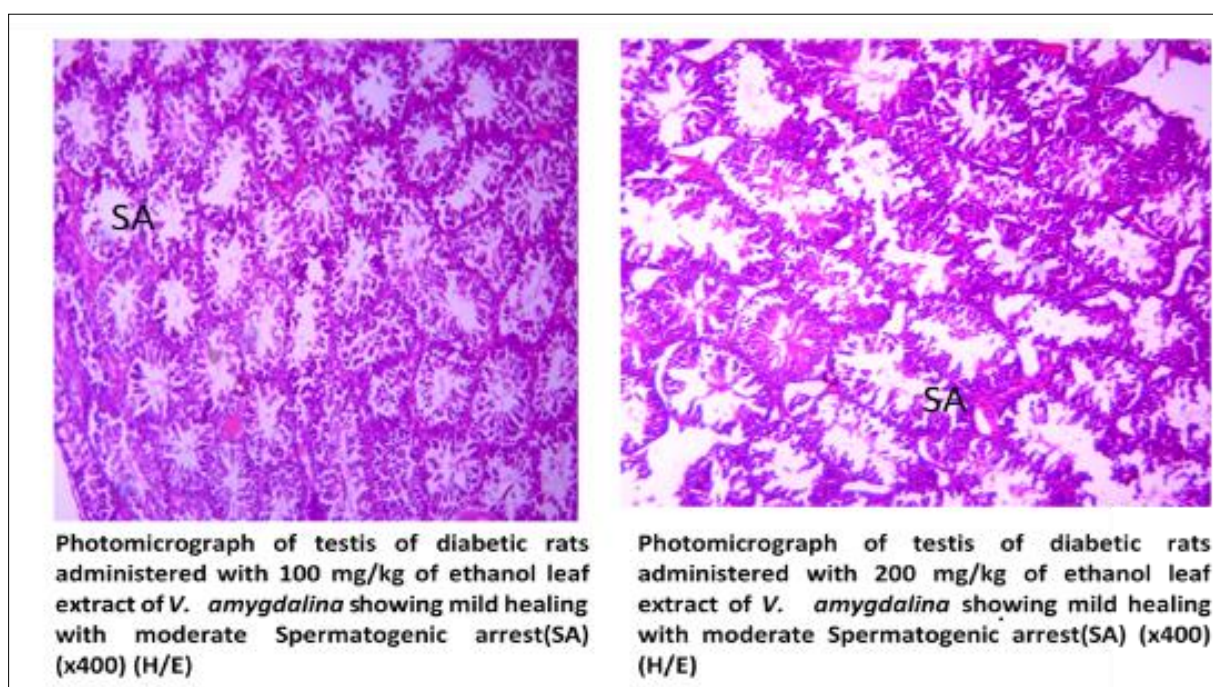 SA
SA
Photomicrograph of testis of diabetic rats
administered with 100 mg/kg of ethanol leaf
extract of V. amygdalina showing mild healing
with moderate Spermatogenic arrest(SA)
(x400) (H/E)
Photomicrograph of testis of diabetic rats
administered with 200 mg/kg of ethanol leaf
extract of V. amygdalina showing mild healing
with moderate Spermatogenic arrest(SA) (x400)
(H/E)